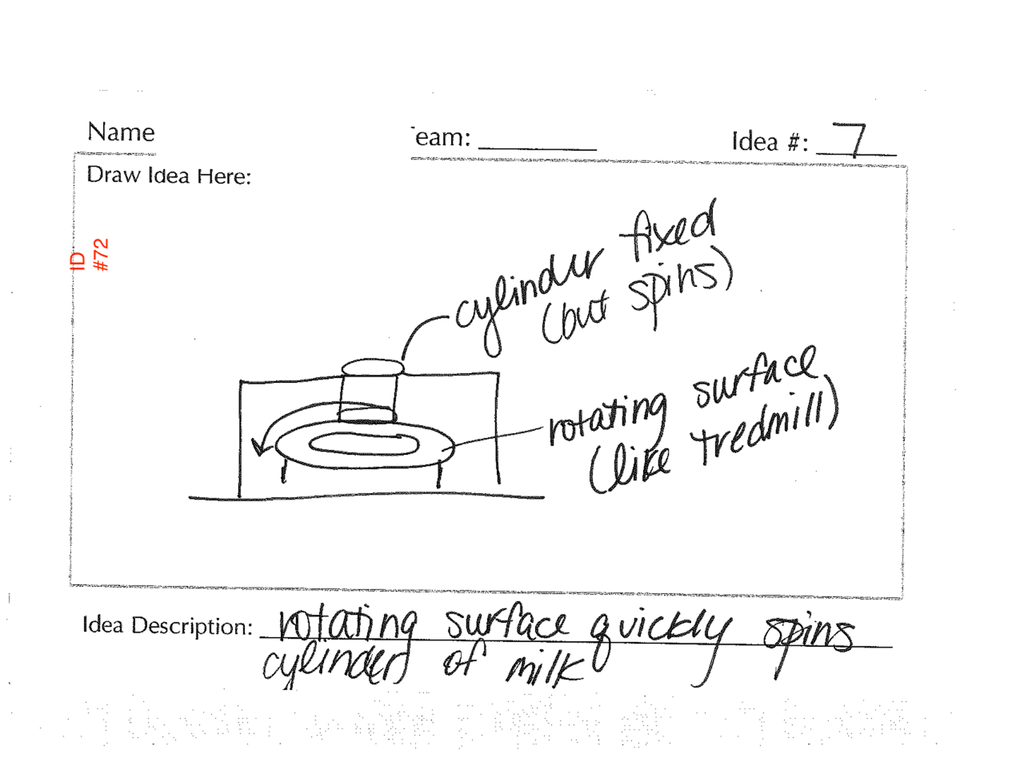 Name eam: Idea #: 7
Draw Idea Here:
ID
#72
cylinder fixed
(but spins)
rotating surface
(like tredmill)
Idea Description: rotating surface quickly spins
cylinder of milk